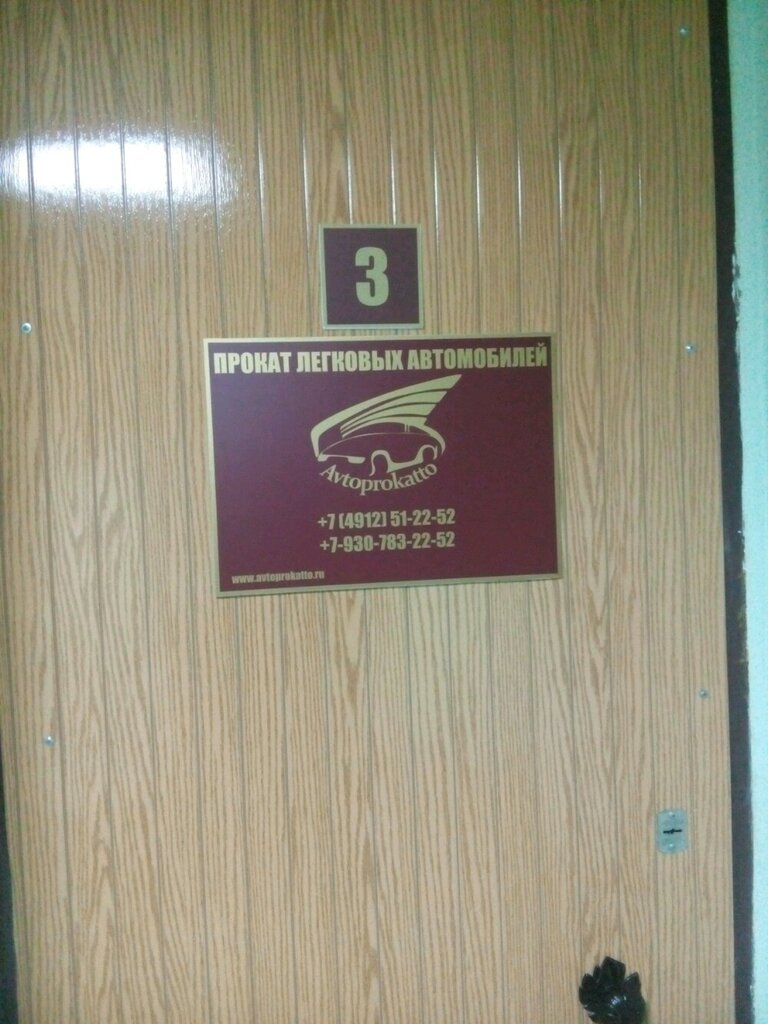 3
ПРОКАТ ЛЕГКОВЫХ АВТОМОБИЛЕЙ
Avtoprokatto
+7 (4912) 51-22-52
+7-930-783-22-52
www.avtoprokatto.ru